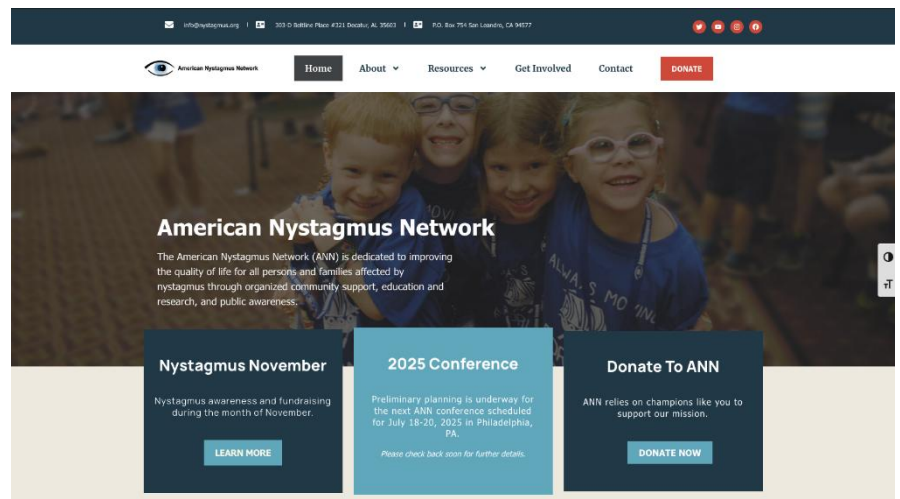 info@nystagmus.org | 303-D Beltline Place #321 Decatur, AL 35603 | P.O. Box 754 San Leandro, CA 94577
American Nystagmus Network Home About Resources Get Involved Contact DONATE
American Nystagmus Network
The American Nystagmus Network (ANN) is dedicated to improving
the quality of life for all persons and families affected by
nystagmus through organized community support, education and
research, and public awareness.
Nystagmus November
Nystagmus awareness and fundraising
during the month of November.
LEARN MORE
2025 Conference
Preliminary planning is underway for
the next ANN conference scheduled
for July 18-20, 2025 in Philadelphia,
PA.
Please check back soon for further details.
Donate To ANN
ANN relies on champions like you to
support our mission.
DONATE NOW